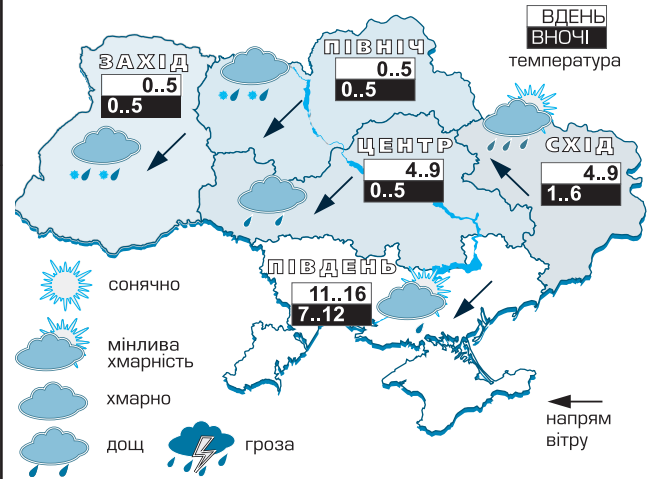 ВДЕНЬ
ВНОЧІ
температура
ЗАХІД
0..5
0..5
ПІВНІЧ
0..5
0..5
ЦЕНТР
4..9
0..5
СХІД
4..9
1..6
ПІВДЕНЬ
11..16
7..12
сонячно
мінлива
хмарність
хмарно
дощ
гроза
напрям
вітру